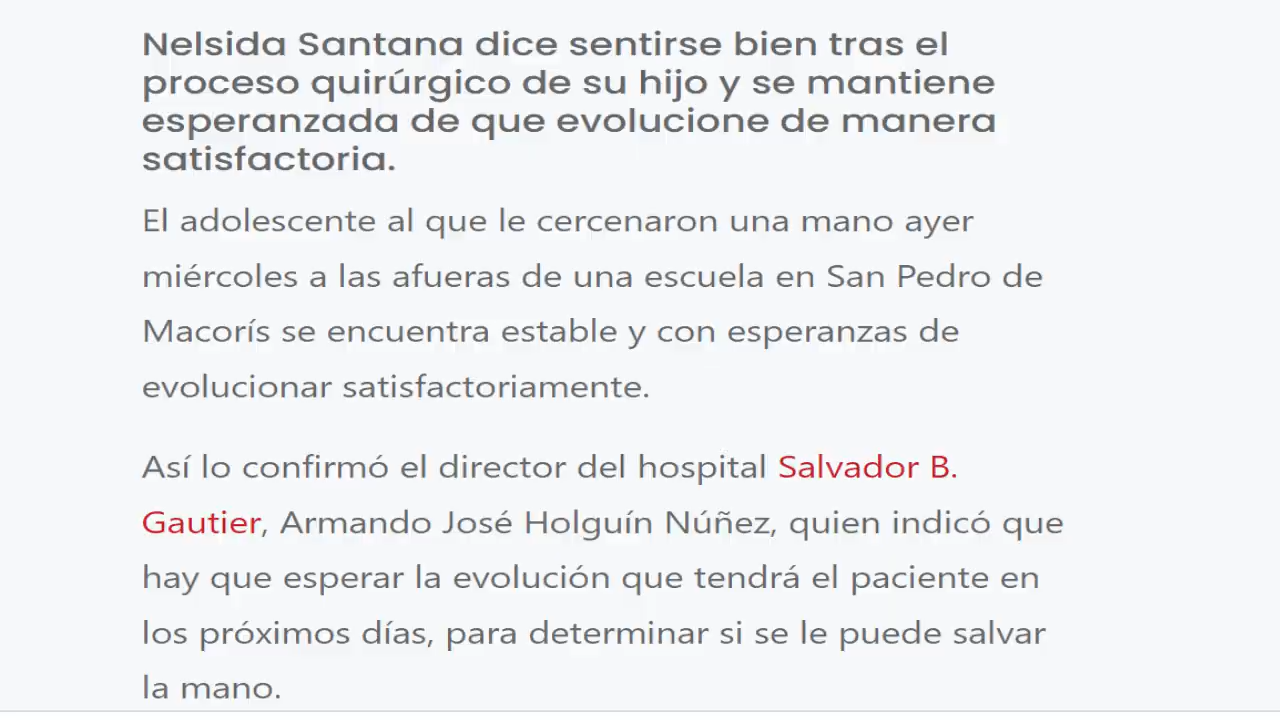 Nelsida Santana dice sentirse bien tras el
proceso quirúrgico de su hijo y se mantiene
esperanzada de que evolucione de manera
satisfactoria.
El adolescente al que le cercenaron una mano ayer
miércoles a las afueras de una escuela en San Pedro de
Macorís se encuentra estable y con esperanzas de
evolucionar satisfactoriamente.
Así lo confirmó el director del hospital Salvador B.
Gautier, Armando José Holguín Núñez, quien indicó que
hay que esperar la evolución que tendrá el paciente en
los próximos días, para determinar si se le puede salvar
la mano.